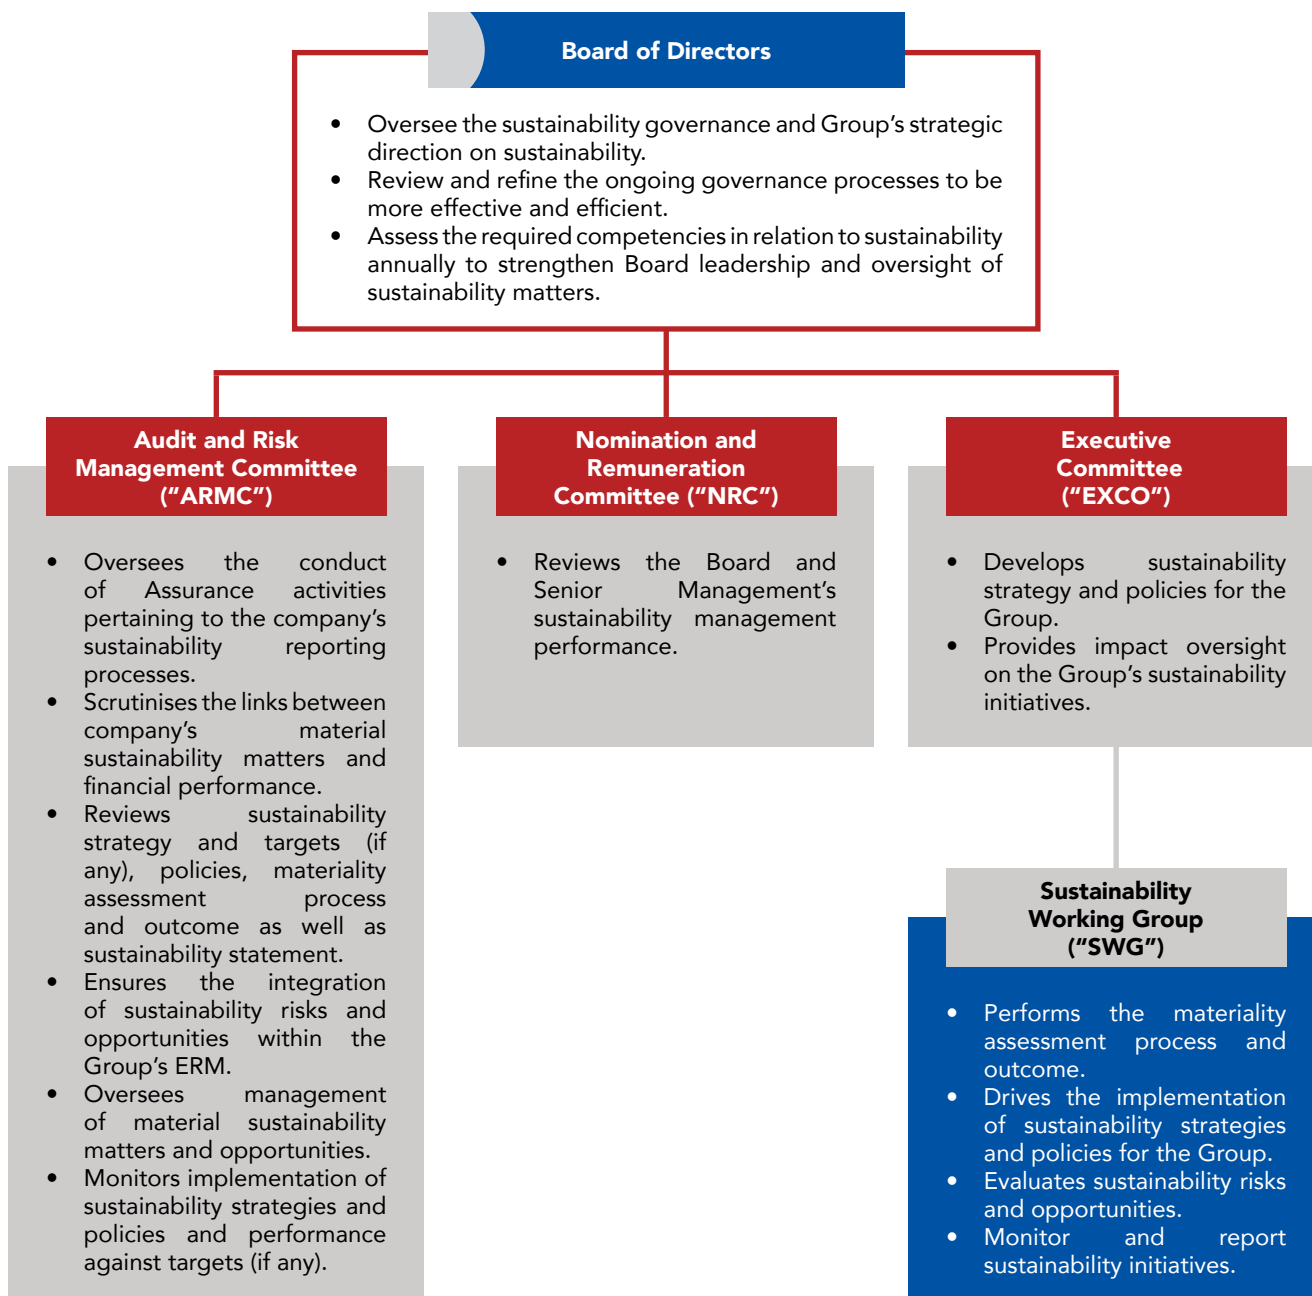 Board of Directors
• Oversee the sustainability governance and Group's strategic
direction on sustainability.
• Review and refine the ongoing governance processes to be
more effective and efficient.
• Assess the required competencies in relation to sustainability
annually to strengthen Board leadership and oversight of
sustainability matters.
Audit and Risk
Management Committee
("ARMC")
• Oversees the conduct
of Assurance activities
pertaining to the company's
sustainability reporting
processes.
• Scrutinises the links between
company's material
sustainability matters and
financial performance.
• Reviews sustainability
strategy and targets (if
any), policies, materiality
assessment process
and outcome as well as
sustainability statement.
• Ensures the integration
of sustainability risks and
opportunities within the
Group's ERM.
• Oversees management
of material sustainability
matters and opportunities.
• Monitors implementation of
sustainability strategies and
policies and performance
against targets (if any).
Nomination and
Remuneration
Committee ("NRC")
• Reviews the Board and
Senior Management's
sustainability management
performance.
Executive
Committee
("EXCO")
• Develops sustainability
strategy and policies for the
Group.
• Provides impact oversight
on the Group's sustainability
initiatives.
Sustainability
Working Group
("SWG")
• Performs the materiality
assessment process and
outcome.
• Drives the implementation
of sustainability strategies
and policies for the Group.
• Evaluates sustainability risks
and opportunities.
• Monitor and report
sustainability initiatives.